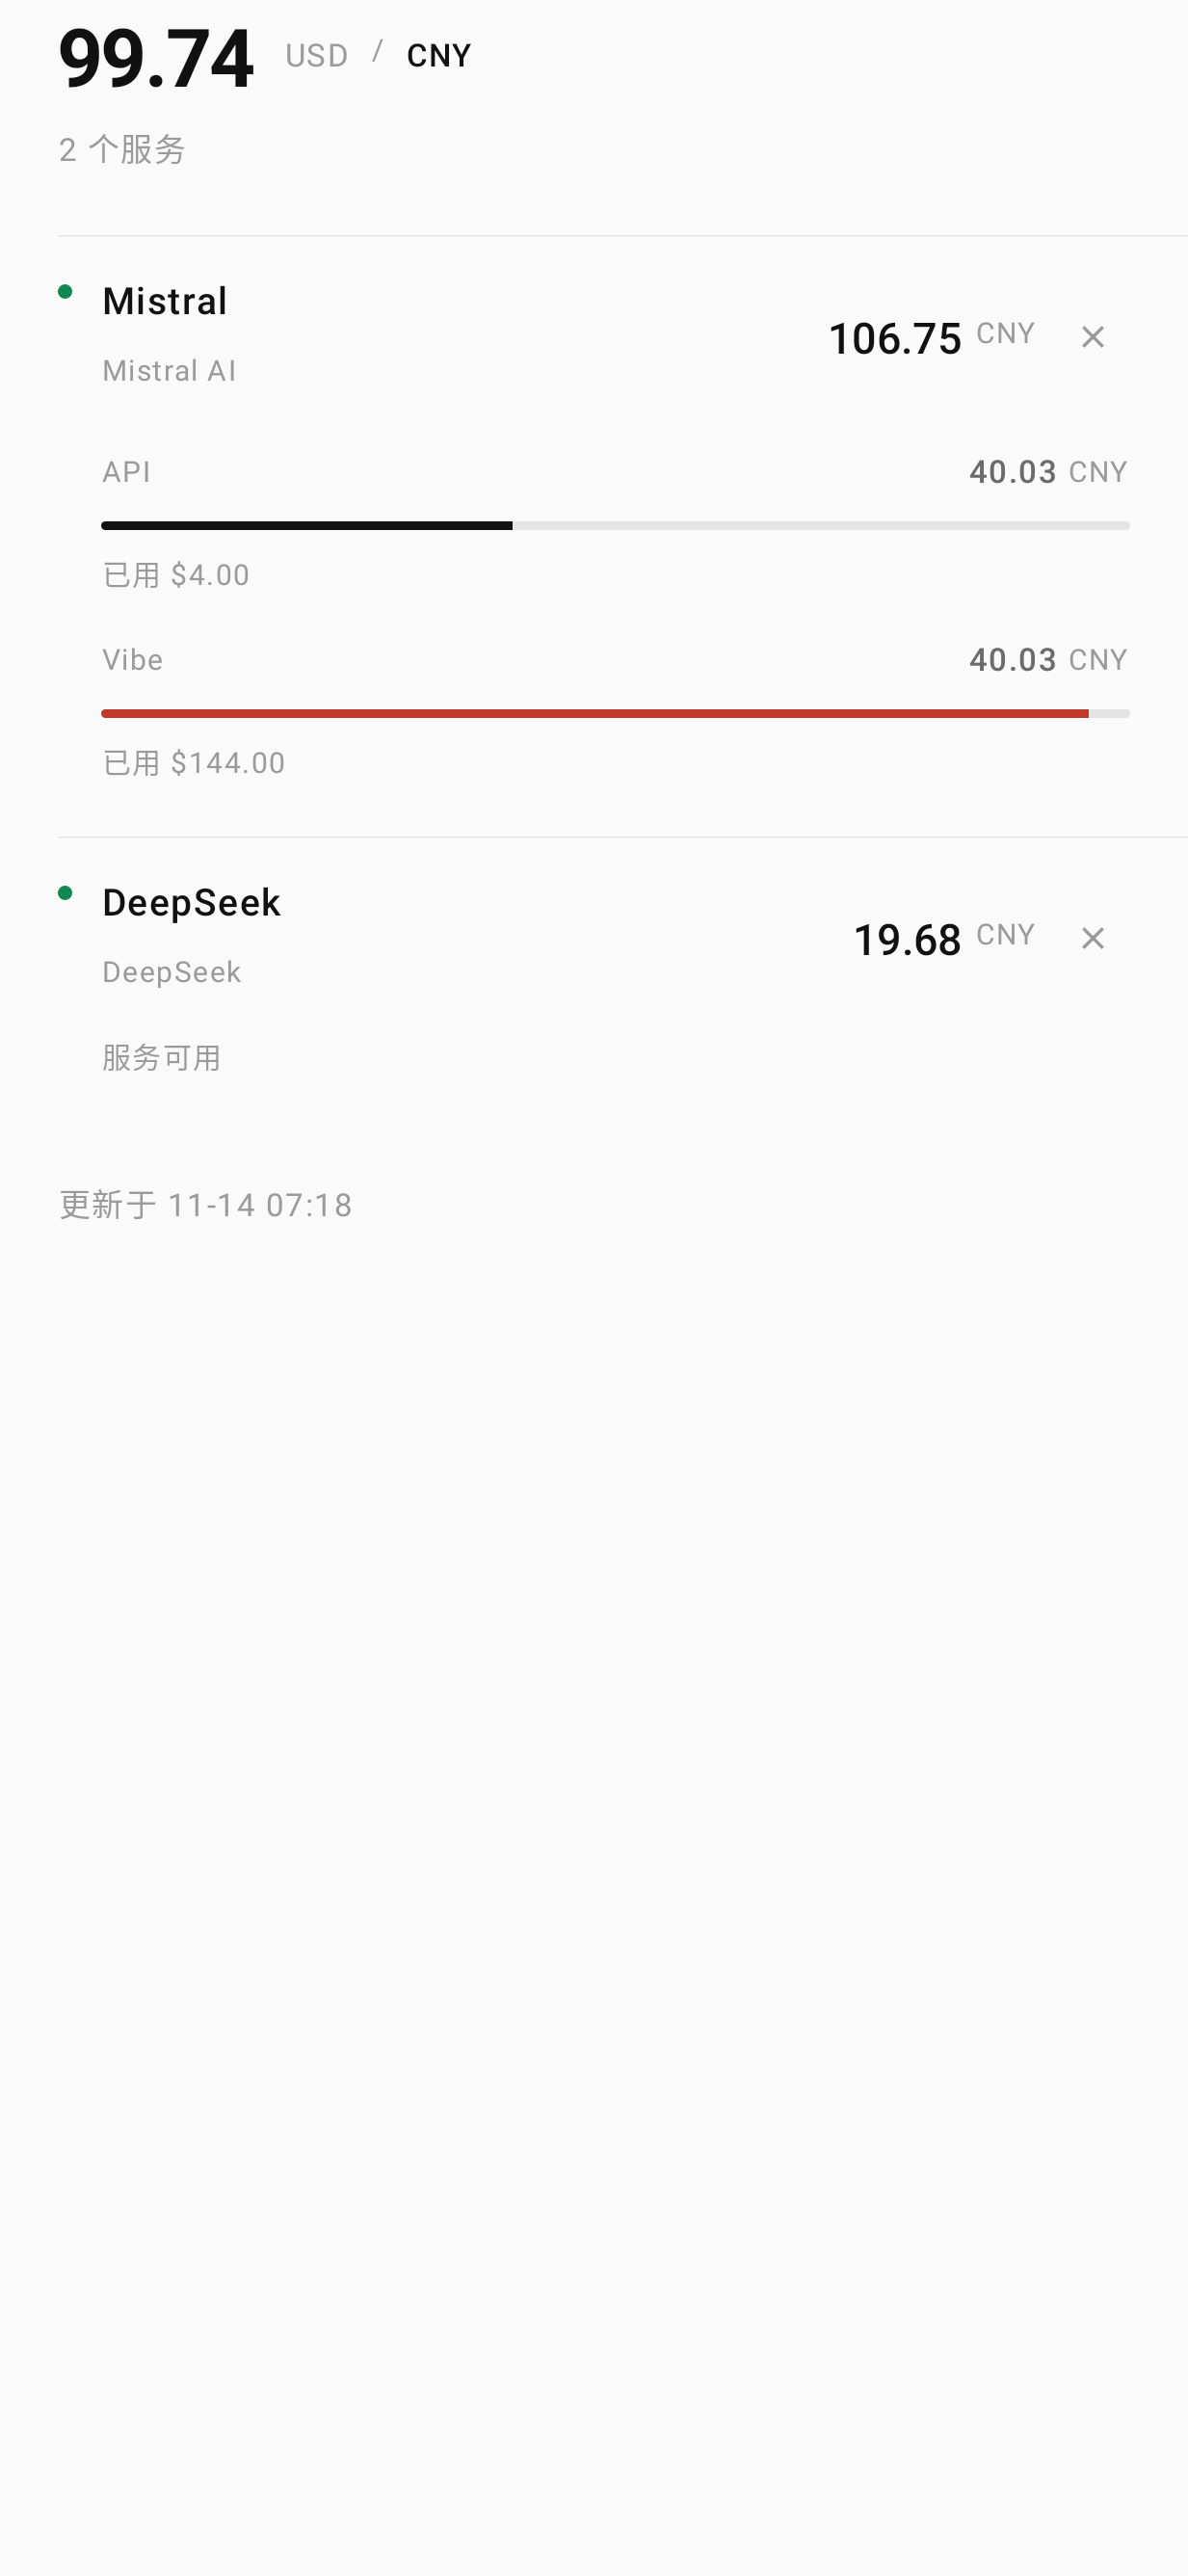 99.74 USD / CNY
2 个服务
Mistral
106.75 CNY ×
Mistral AI
API 40.03 CNY
已用 $4.00
Vibe 40.03 CNY
已用 $144.00
DeepSeek
19.68 CNY ×
DeepSeek
服务可用
更新于 11-14 07:18